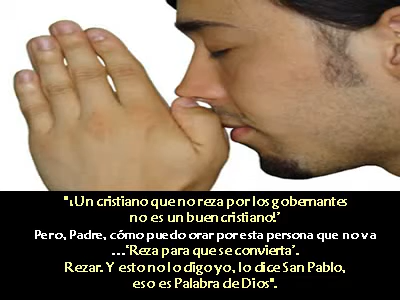 "¡Un cristiano que no reza por los gobernantes
no es un buen cristiano!’
Pero, Padre, cómo puedo orar por esta persona que no va
…‘Reza para que se convierta’.
Rezar. Y esto no lo digo yo, lo dice San Pablo,
eso es Palabra de Dios".